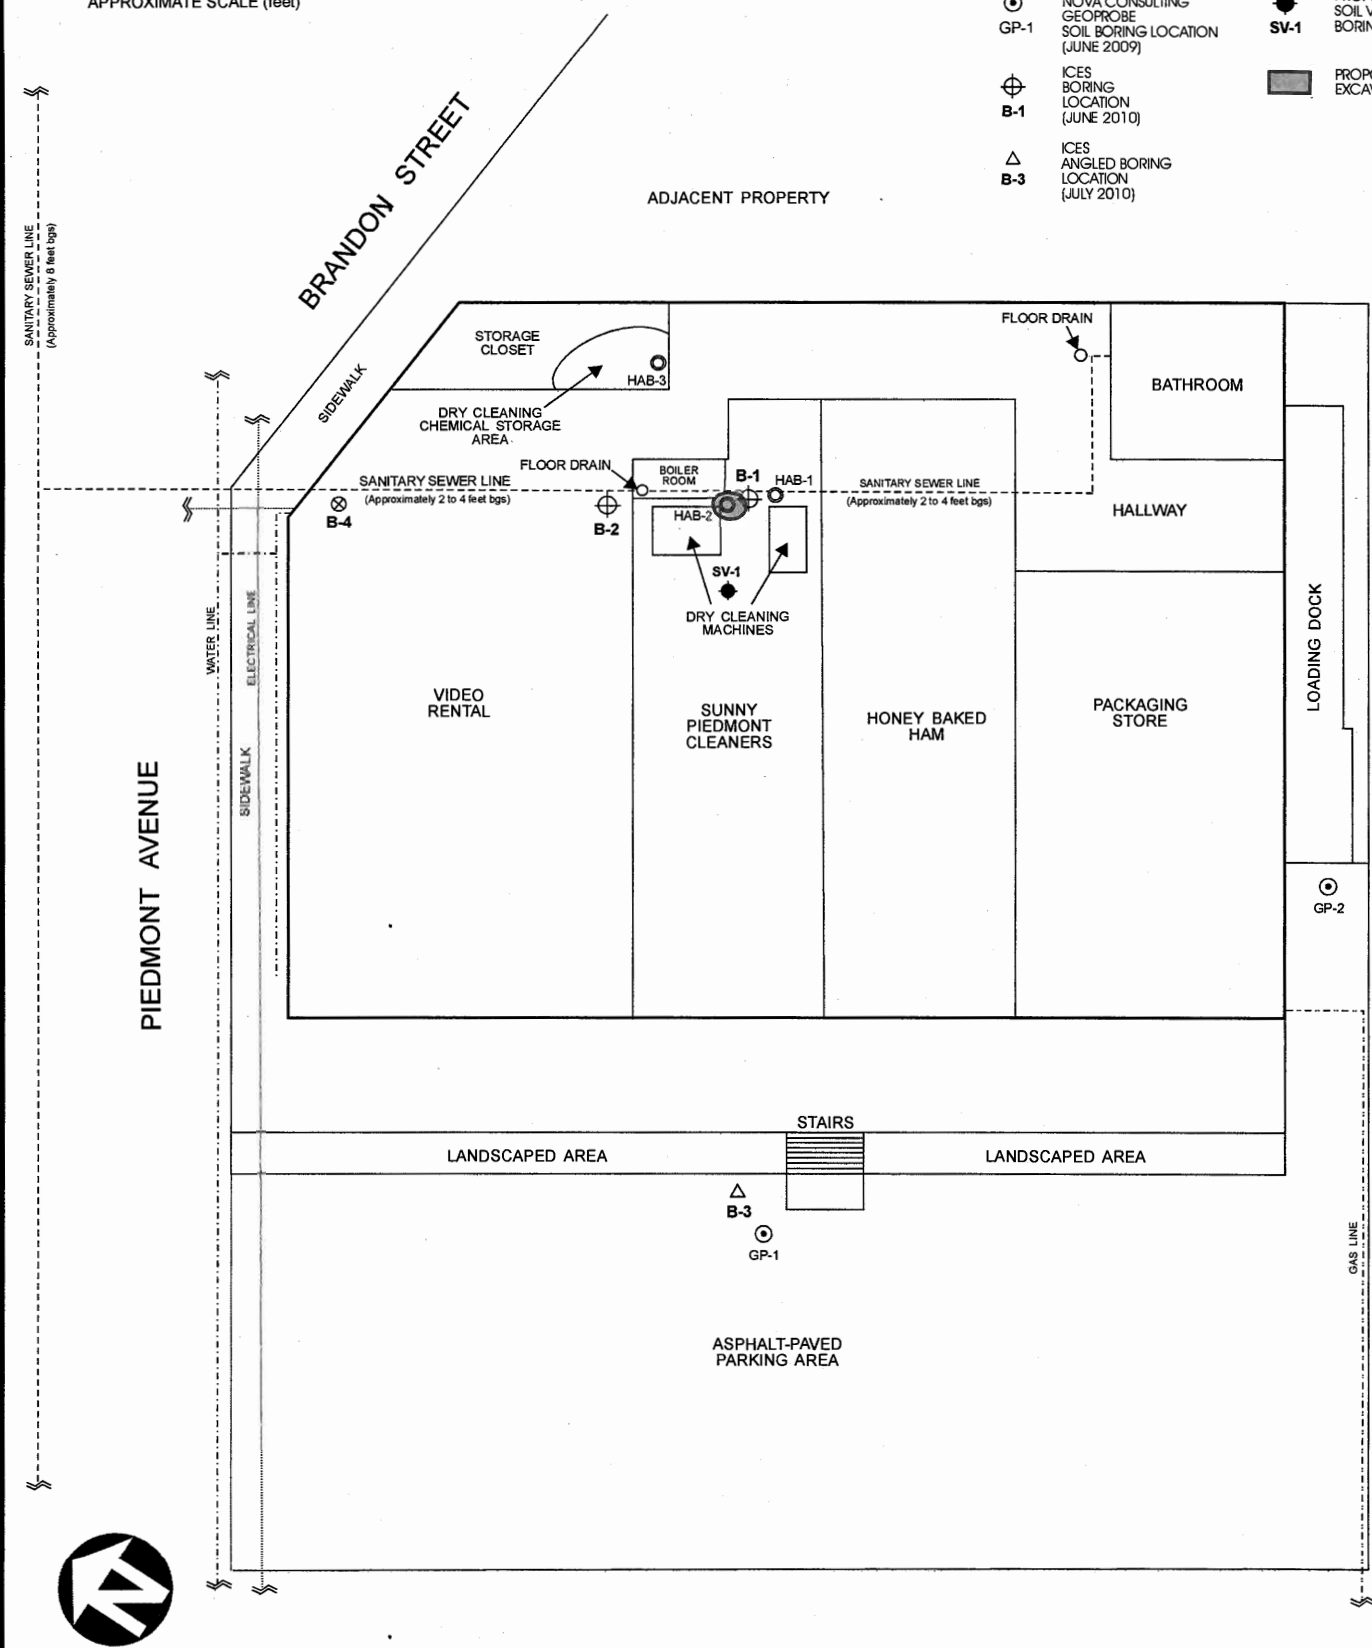 APPROXIMATE SCALE (feet)
NOVA CONSULTING
GEOPROBE
SOIL BORING LOCATION
(JUNE 2009)
GP-1
SOIL V
BORIN
SV-1
ICES
BORING
LOCATION
(JUNE 2010)
B-1
PROPO
EXCAV
ICES
ANGLED BORING
LOCATION
(JULY 2010)
B-3
BRANDON STREET
ADJACENT PROPERTY
SANITARY SEWER LINE
(Approximately 8 feet bgs)
SIDEWALK
STORAGE
CLOSET
HAB-3
DRY CLEANING
CHEMICAL STORAGE
AREA
FLOOR DRAIN
BATHROOM
FLOOR DRAIN
BOILER
ROOM
B-1
HAB-1
SANITARY SEWER LINE
(Approximately 2 to 4 feet bgs)
SANITARY SEWER LINE
(Approximately 2 to 4 feet bgs)
B-4
B-2
HAB-2
HALLWAY
SV-1
DRY CLEANING
MACHINES
WATER LINE
ELECTRICAL LINE
SIDEWALK
LOADING DOCK
VIDEO
RENTAL
SUNNY
PIEDMONT
CLEANERS
HONEY BAKED
HAM
PACKAGING
STORE
PIEDMONT AVENUE
GP-2
STAIRS
LANDSCAPED AREA
LANDSCAPED AREA
B-3
GP-1
GAS LINE
ASPHALT-PAVED
PARKING AREA
N